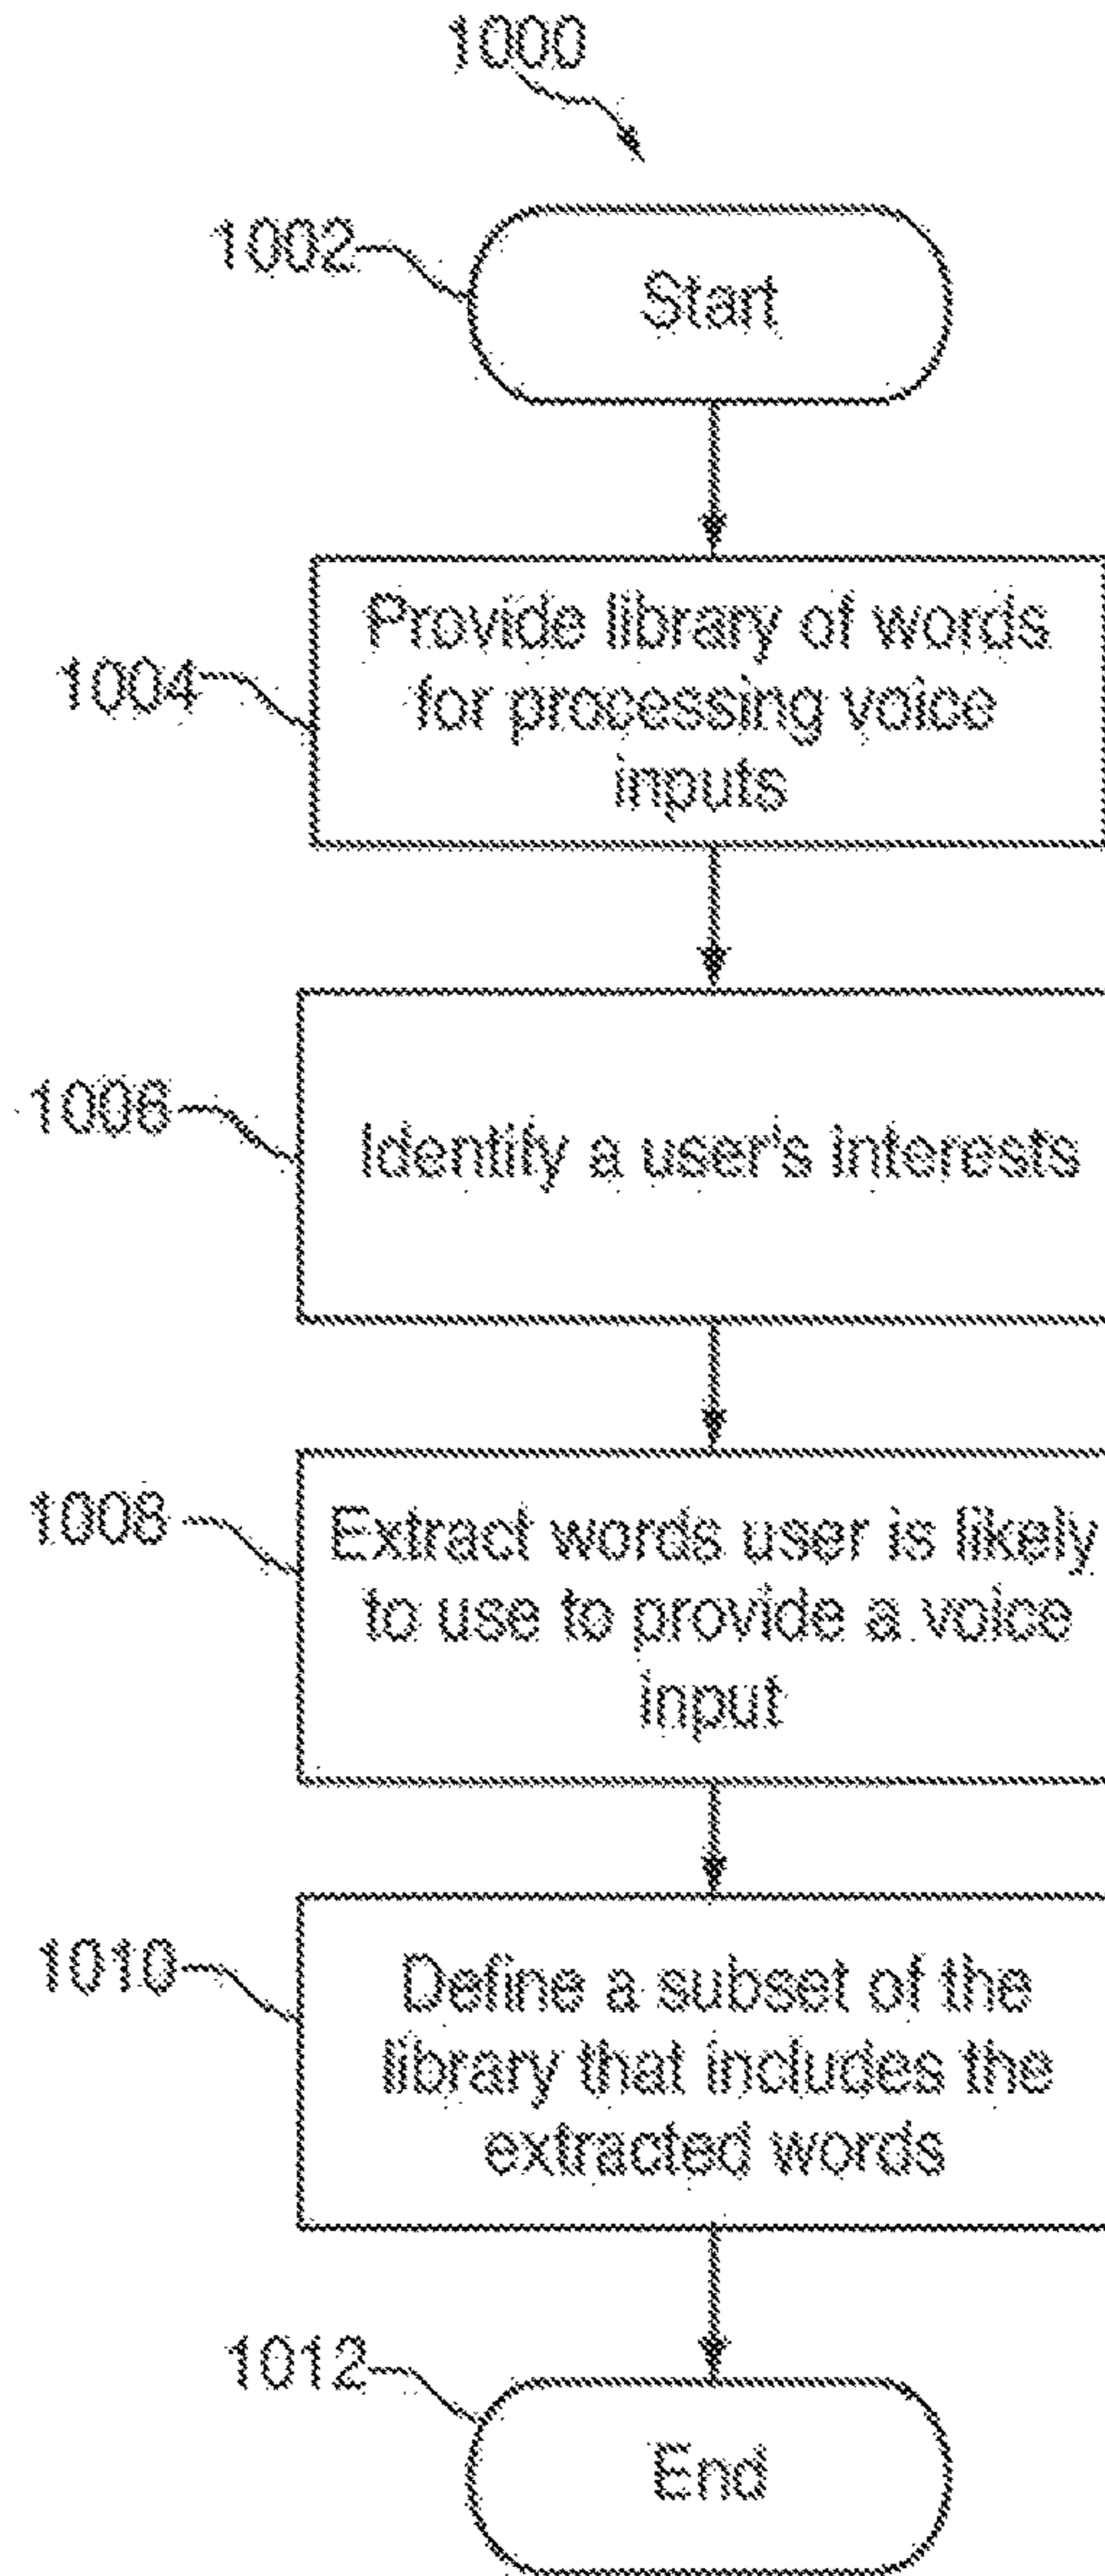 1000
1002
Start
1004
Provide library of words
for processing voice
inputs
1006
Identify a user's interests
1008
Extract words user is likely
to use to provide a voice
input
1010
Define a subset of the
library that includes the
extracted words
1012
End